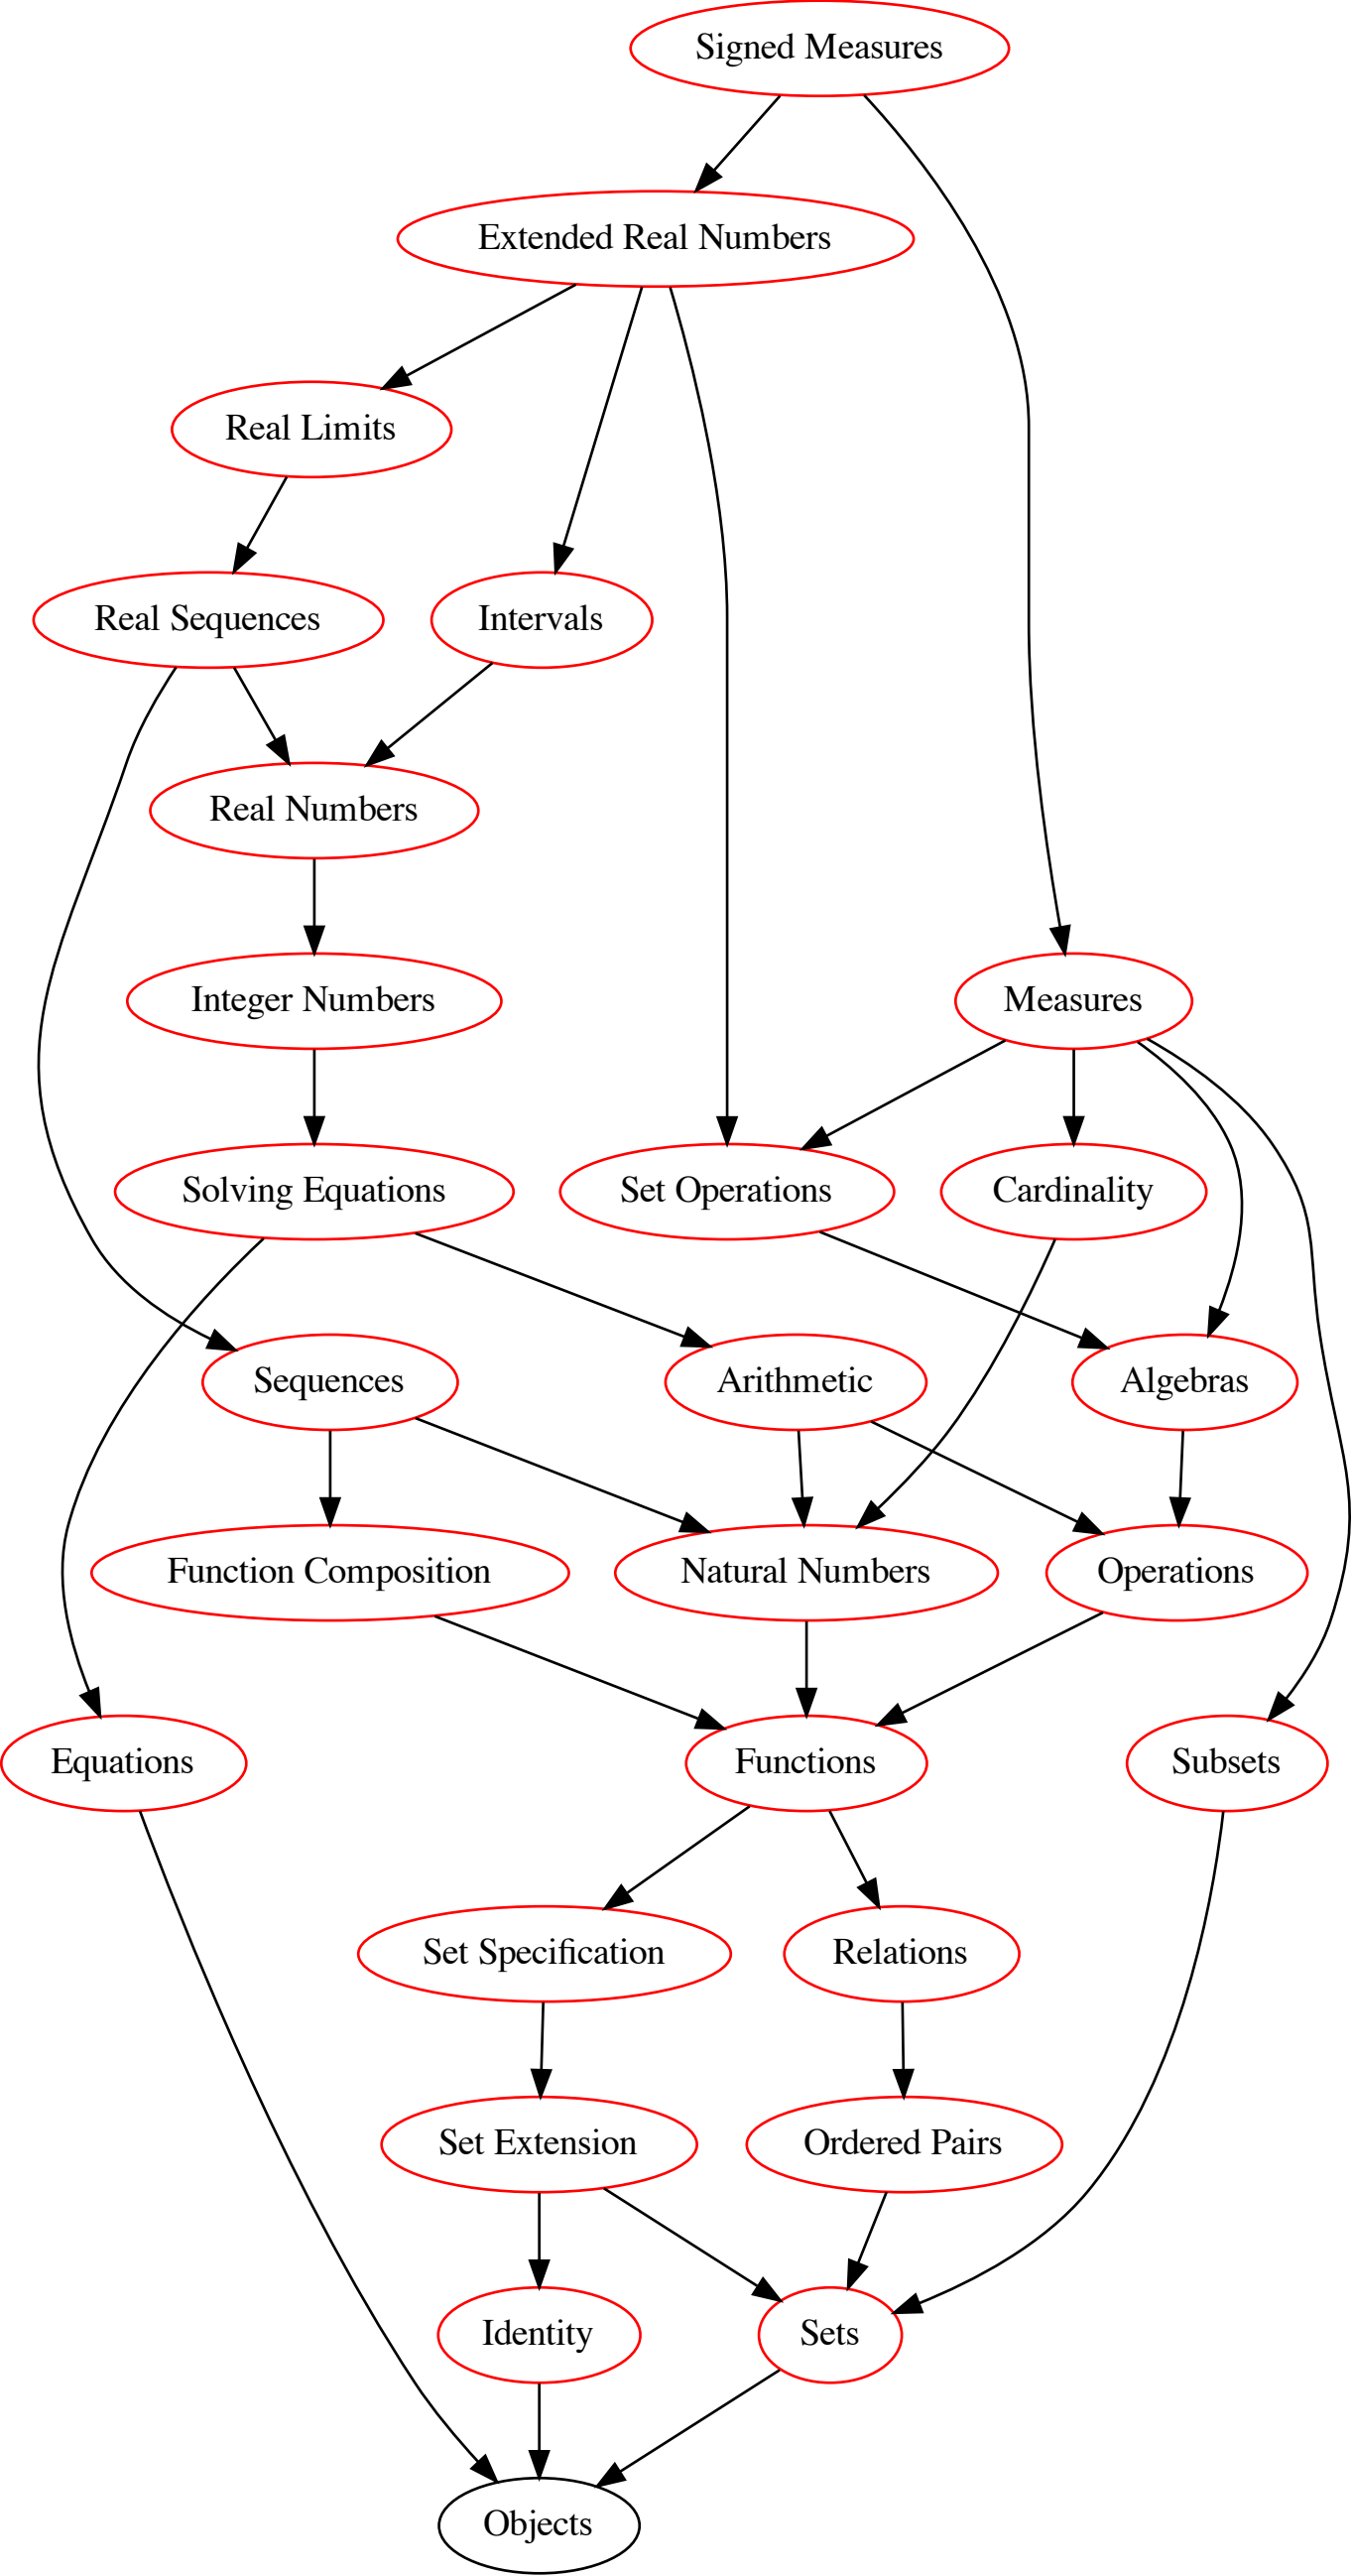 Signed Measures
Extended Real Numbers
Real Limits
Real Sequences
Intervals
Real Numbers
Integer Numbers
Measures
Solving Equations
Set Operations
Cardinality
Sequences
Arithmetic
Algebras
Function Composition
Natural Numbers
Operations
Equations
Functions
Subsets
Set Specification
Relations
Set Extension
Ordered Pairs
Identity
Sets
Objects